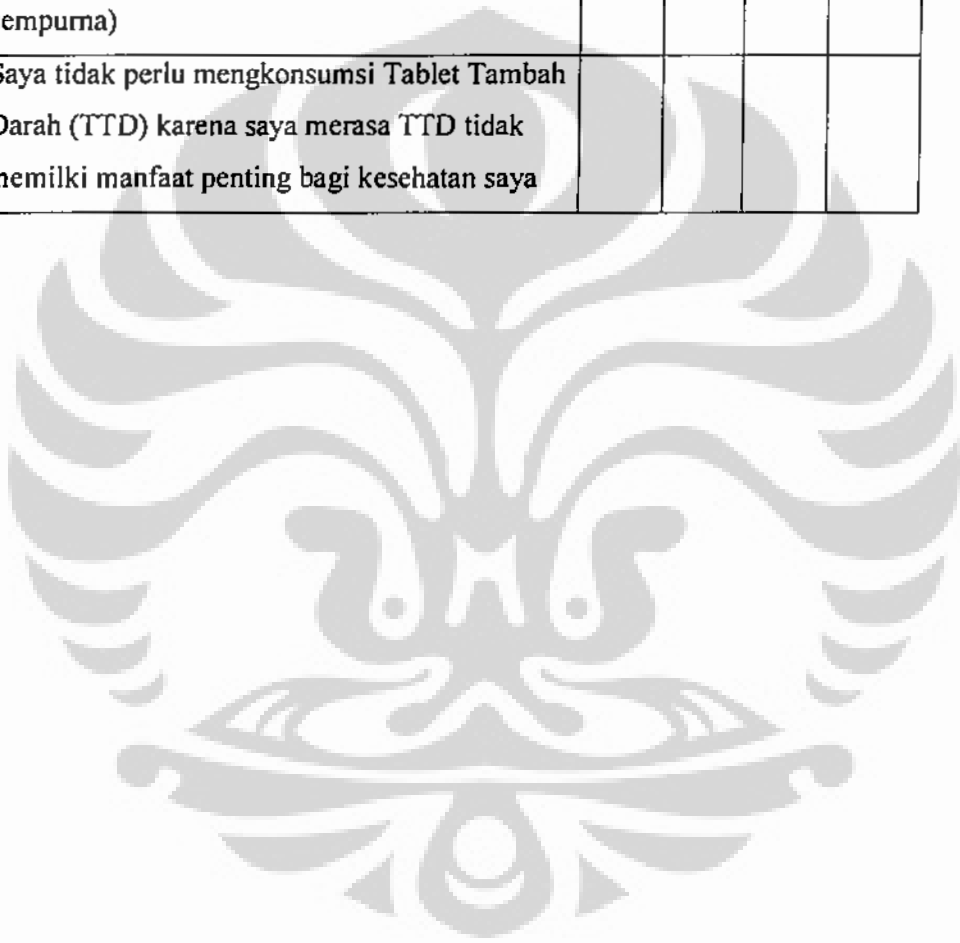 empurna)
Saya tidak perlu mengkonsumsi Tablet Tambah
Darah (TTD) karena saya merasa TTD tidak
nemilki manfaat penting bagi kesehatan saya